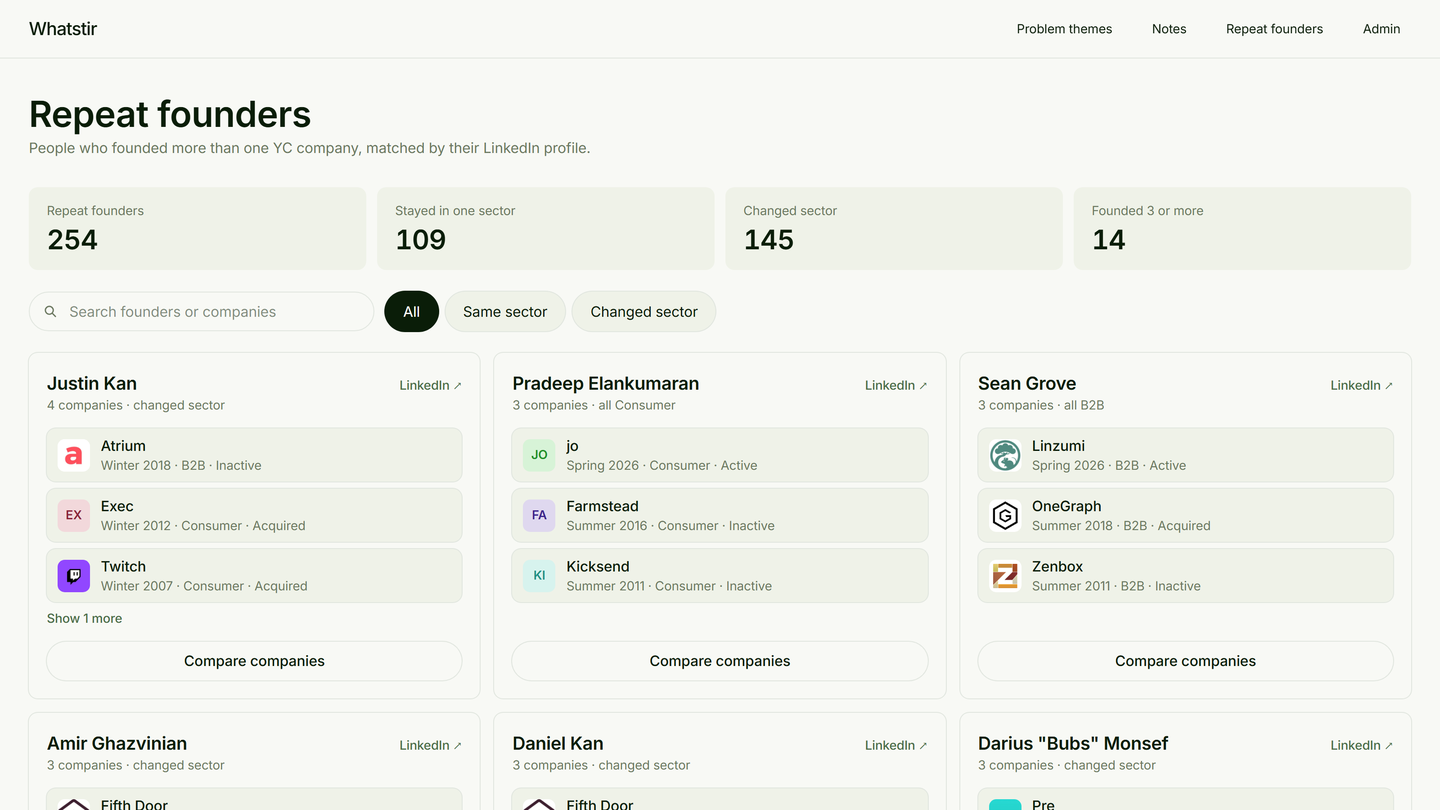 Whatstir
Problem themes
Notes
Repeat founders
Admin
Repeat founders
People who founded more than one YC company, matched by their LinkedIn profile.
Repeat founders
254
Stayed in one sector
109
Changed sector
145
Founded 3 or more
14
Search founders or companies
All
Same sector
Changed sector
Justin Kan
LinkedIn ↗
4 companies · changed sector
a
Atrium
Winter 2018 · B2B · Inactive
EX
Exec
Winter 2012 · Consumer · Acquired
Twitch
Winter 2007 · Consumer · Acquired
Show 1 more
Compare companies
Pradeep Elankumaran
LinkedIn ↗
3 companies · all Consumer
JO
jo
Spring 2026 · Consumer · Active
FA
Farmstead
Summer 2016 · Consumer · Inactive
KI
Kicksend
Summer 2011 · Consumer · Inactive
Compare companies
Sean Grove
LinkedIn ↗
3 companies · all B2B
Linzumi
Spring 2026 · B2B · Active
G
OneGraph
Summer 2018 · B2B · Acquired
Z
Zenbox
Summer 2011 · B2B · Inactive
Compare companies
Amir Ghazvinian
LinkedIn ↗
3 companies · changed sector
Fifth Door
Daniel Kan
LinkedIn ↗
3 companies · changed sector
Fifth Door
Darius "Bubs" Monsef
LinkedIn ↗
3 companies · changed sector
Pre